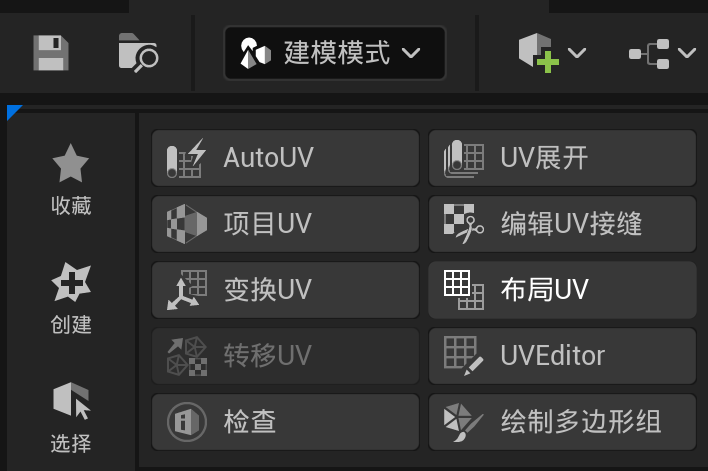 建模模式
收藏
创建
选择
AutoUV
UV展开
项目UV
编辑UV接缝
变换UV
布局UV
转移UV
UVEditor
检查
绘制多边形组